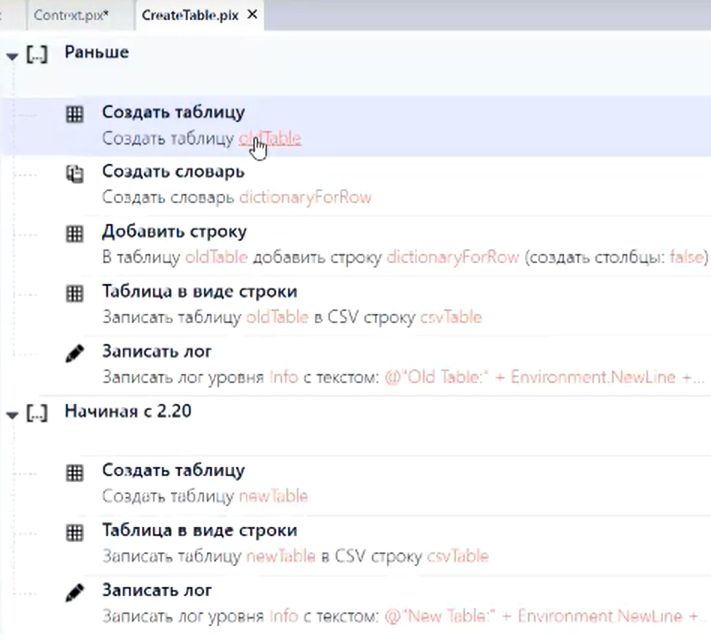 Context.pix*
CreateTable.pix ✕
[...] Раньше
Создать таблицу
Создать таблицу oldTable
Создать словарь
Создать словарь dictionaryForRow
Добавить строку
В таблицу oldTable добавить строку dictionaryForRow (создать столбцы: false)
Таблица в виде строки
Записать таблицу oldTable в CSV строку csvTable
Записать лог
Записать лог уровня Info с текстом: @"Old Table:" + Environment.NewLine +...
[...] Начиная с 2.20
Создать таблицу
Создать таблицу newTable
Таблица в виде строки
Записать таблицу newTable в CSV строку csvTable
Записать лог
Записать лог уровня Info с текстом: @"New Table:" + Environment.NewLine +..